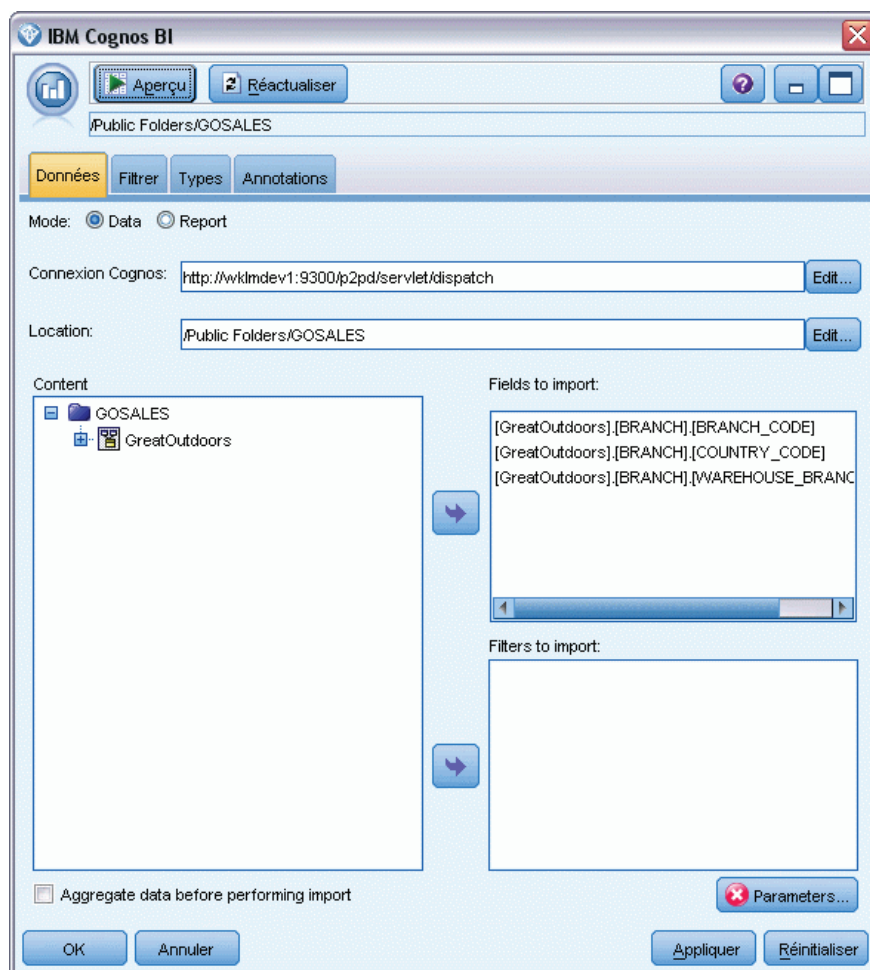 IBM Cognos BI
Aperçu Réactualiser
/Public Folders/GOSALES
Données Filtrer Types Annotations
Mode: Data Report
Connexion Cognos: http://wklmdev1:9300/p2pd/servlet/dispatch Edit...
Location: /Public Folders/GOSALES Edit...
Content
GOSALES
GreatOutdoors
Fields to import:
[GreatOutdoors].[BRANCH].[BRANCH_CODE]
[GreatOutdoors].[BRANCH].[COUNTRY_CODE]
[GreatOutdoors].[BRANCH].[WAREHOUSE_BRANC
Filters to import:
Aggregate data before performing import
Parameters...
OK Annuler Appliquer Réinitialiser